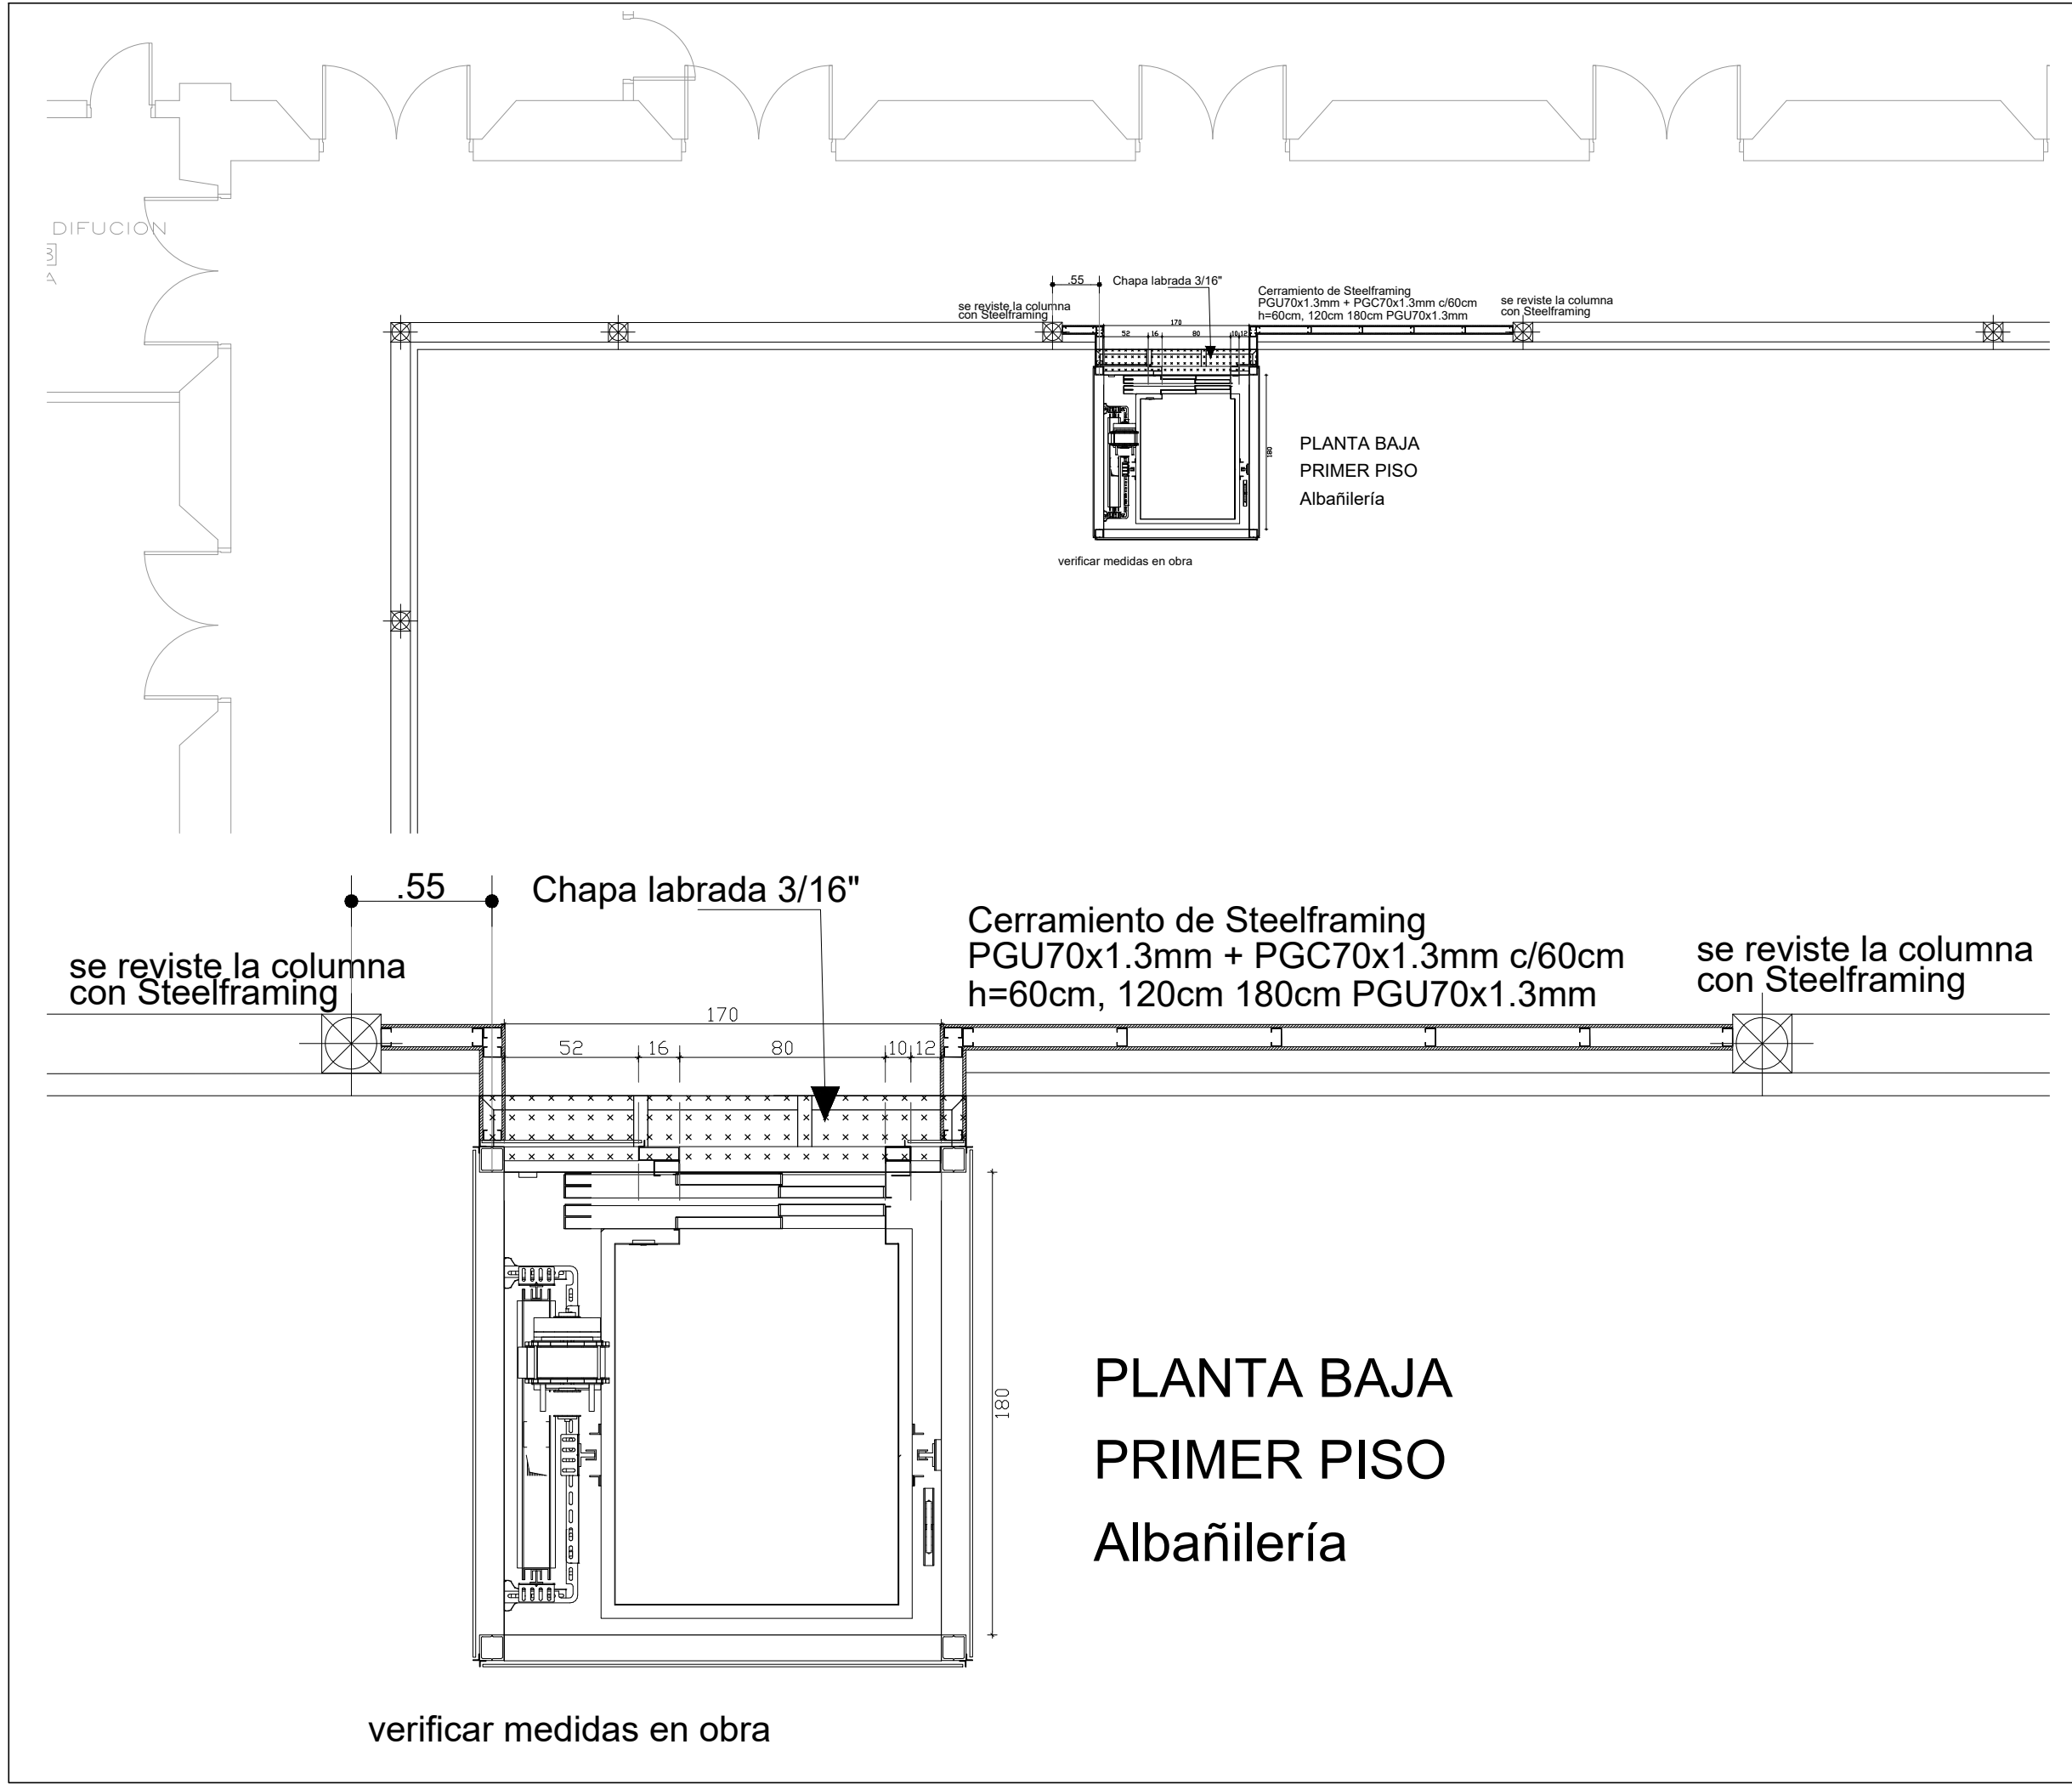 DIFUCION
B
A
.55
Chapa labrada 3/16"
se reviste la columna
con Steelframing
Cerramiento de Steelframing
PGU70x1.3mm + PGC70x1.3mm c/60cm
h=60cm, 120cm 180cm PGU70x1.3mm
se reviste la columna
con Steelframing
170
52 16 80 10 12
180
PLANTA BAJA
PRIMER PISO
Albañilería
verificar medidas en obra
.55
Chapa labrada 3/16"
se reviste la columna
con Steelframing
Cerramiento de Steelframing
PGU70x1.3mm + PGC70x1.3mm c/60cm
h=60cm, 120cm 180cm PGU70x1.3mm
se reviste la columna
con Steelframing
170
52 16 80 10 12
180
PLANTA BAJA
PRIMER PISO
Albañilería
verificar medidas en obra